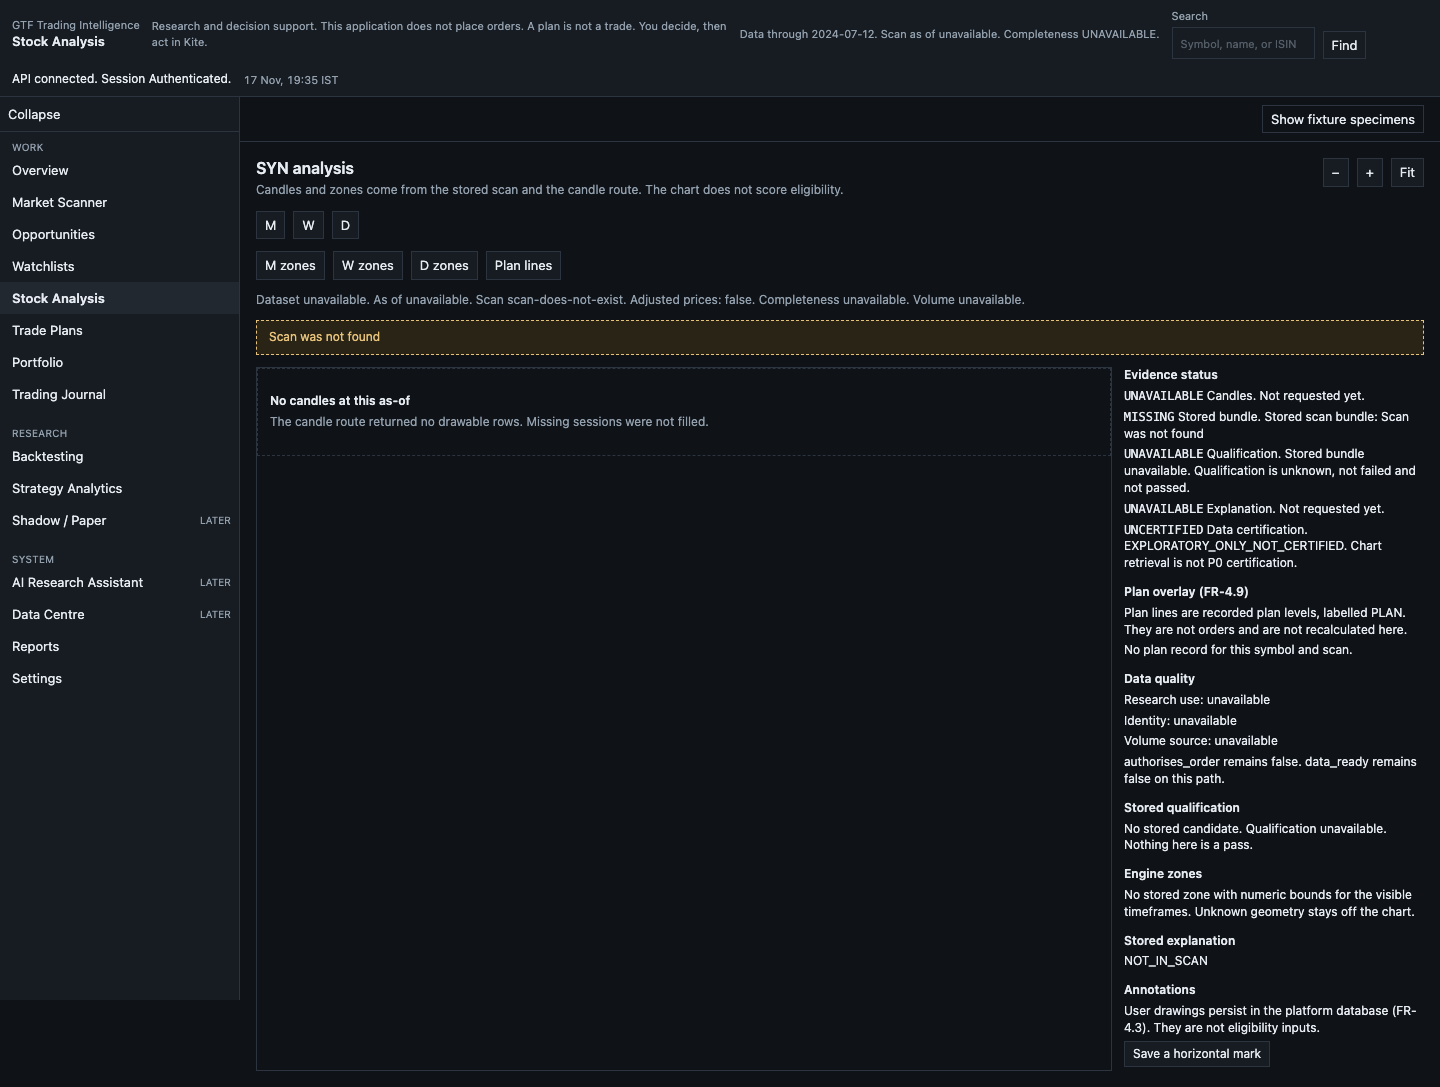 GTF Trading Intelligence
Stock Analysis
Research and decision support. This application does not place orders. A plan is not a trade. You decide, then
act in Kite.
Data through 2024-07-12. Scan as of unavailable. Completeness UNAVAILABLE.
Search
Symbol, name, or ISIN
Find
API connected. Session Authenticated.
17 Nov, 19:35 IST
Collapse
WORK
Overview
Market Scanner
Opportunities
Watchlists
Stock Analysis
Trade Plans
Portfolio
Trading Journal
RESEARCH
Backtesting
Strategy Analytics
Shadow / Paper LATER
SYSTEM
AI Research Assistant LATER
Data Centre LATER
Reports
Settings
Show fixture specimens
SYN analysis
Candles and zones come from the stored scan and the candle route. The chart does not score eligibility.
− + Fit
M W D
M zones W zones D zones Plan lines
Dataset unavailable. As of unavailable. Scan scan-does-not-exist. Adjusted prices: false. Completeness unavailable. Volume unavailable.
Scan was not found
No candles at this as-of
The candle route returned no drawable rows. Missing sessions were not filled.
Evidence status
UNAVAILABLE Candles. Not requested yet.
MISSING Stored bundle. Stored scan bundle: Scan
was not found
UNAVAILABLE Qualification. Stored bundle
unavailable. Qualification is unknown, not failed and
not passed.
UNAVAILABLE Explanation. Not requested yet.
UNCERTIFIED Data certification.
EXPLORATORY_ONLY_NOT_CERTIFIED. Chart
retrieval is not P0 certification.
Plan overlay (FR-4.9)
Plan lines are recorded plan levels, labelled PLAN.
They are not orders and are not recalculated here.
No plan record for this symbol and scan.
Data quality
Research use: unavailable
Identity: unavailable
Volume source: unavailable
authorises_order remains false. data_ready remains
false on this path.
Stored qualification
No stored candidate. Qualification unavailable.
Nothing here is a pass.
Engine zones
No stored zone with numeric bounds for the visible
timeframes. Unknown geometry stays off the chart.
Stored explanation
NOT_IN_SCAN
Annotations
User drawings persist in the platform database (FR-
4.3). They are not eligibility inputs.
Save a horizontal mark